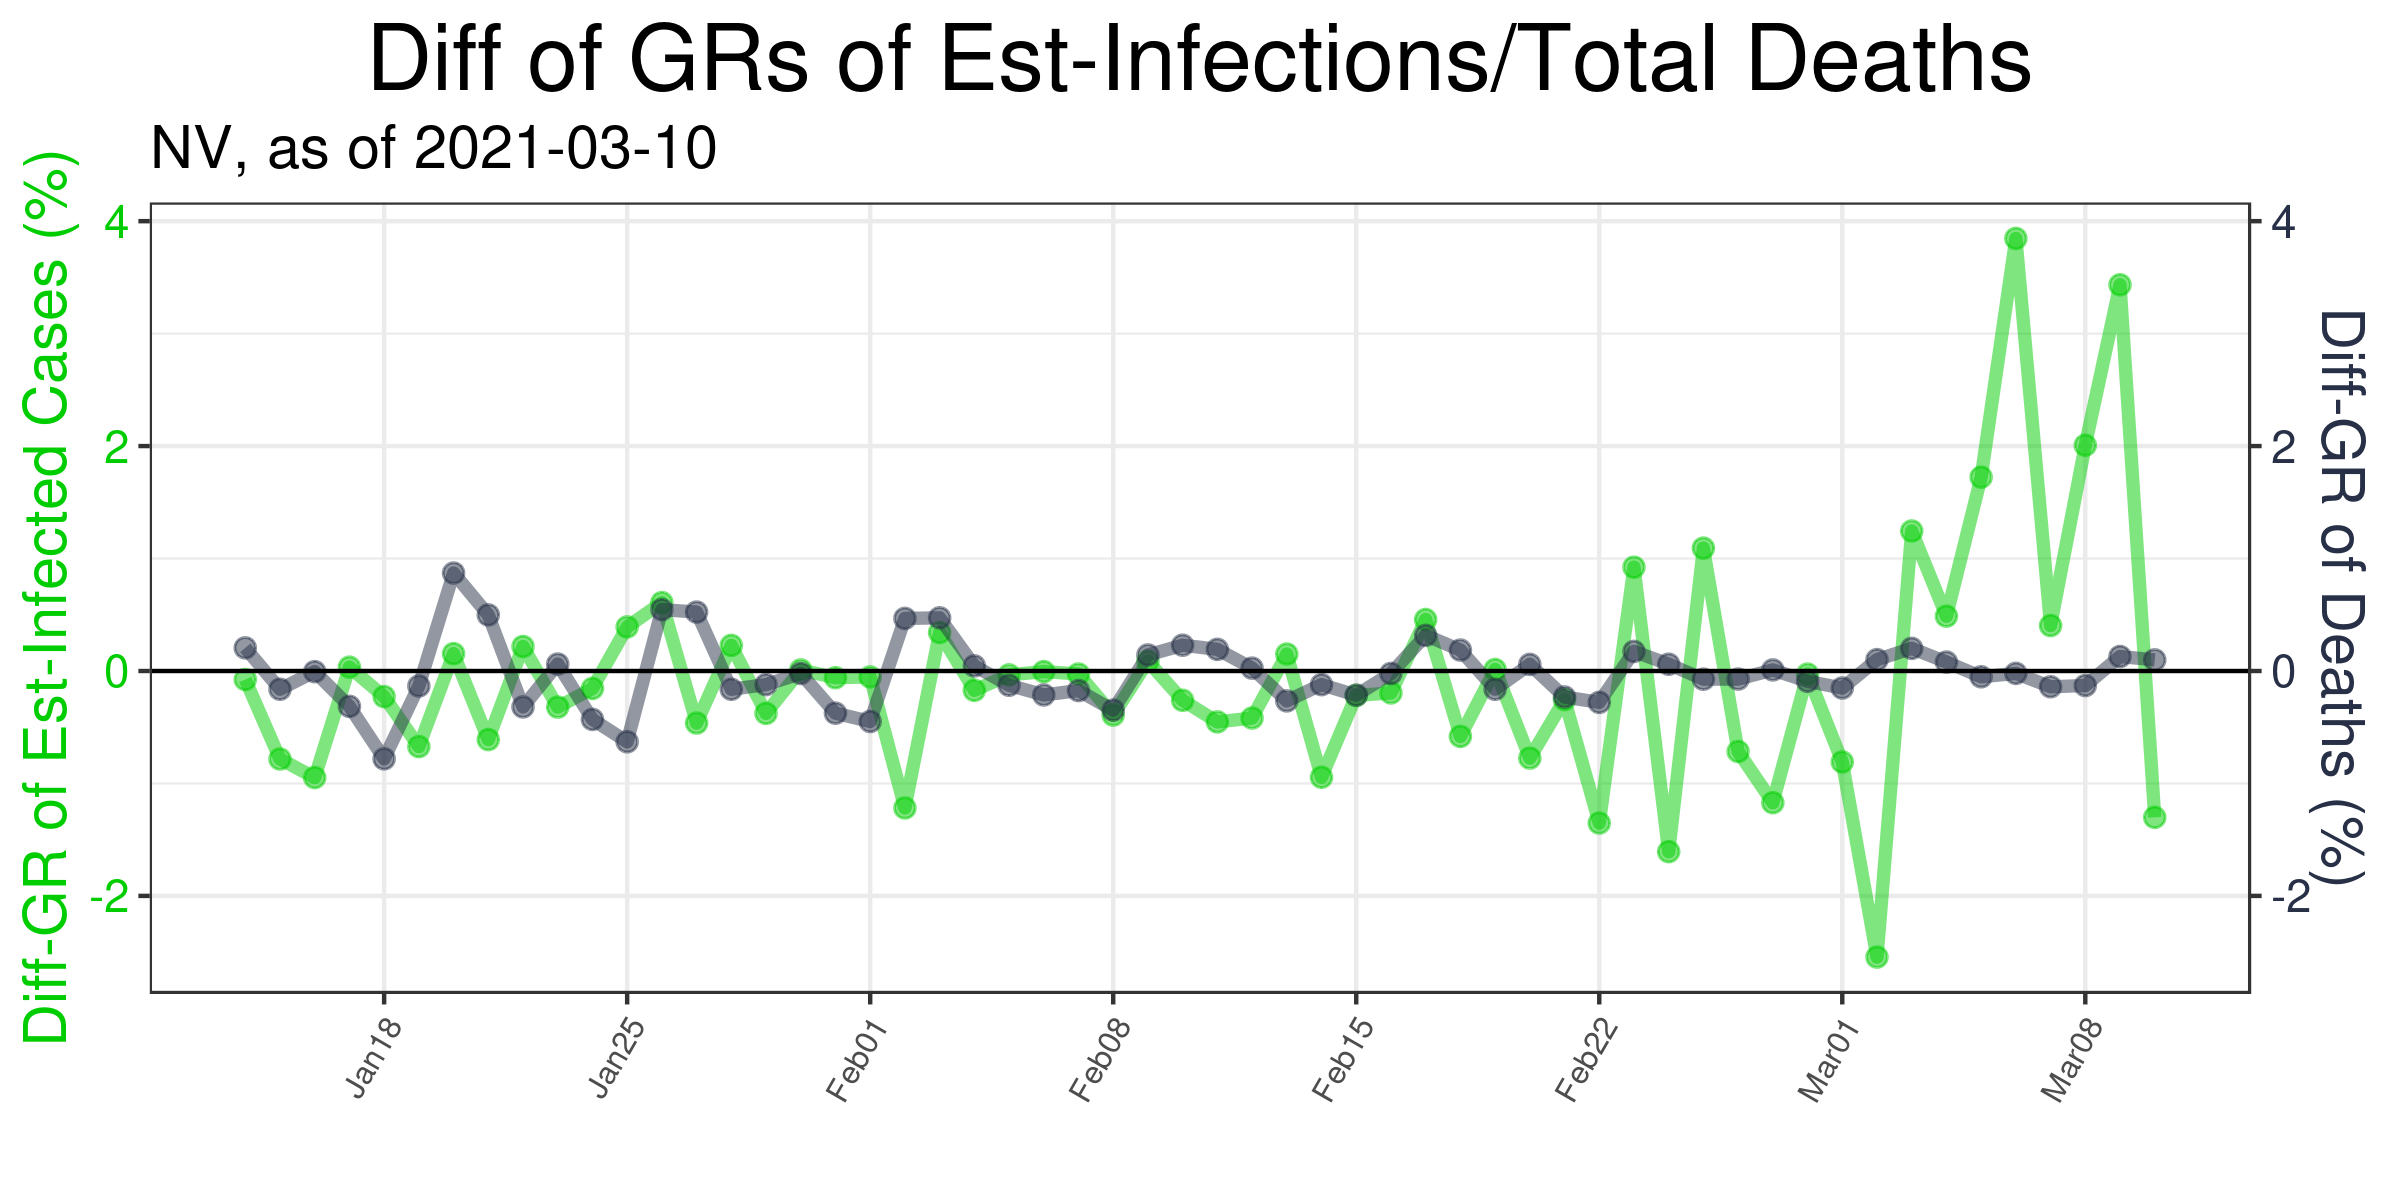 Diff of GRs of Est-Infections/Total Deaths
NV, as of 2021-03-10
Diff-GR of Est-Infected Cases (%)
4
2
0
-2
4
2
0
-2
Diff-GR of Deaths (%)
Jan18
Jan25
Feb01
Feb08
Feb15
Feb22
Mar01
Mar08